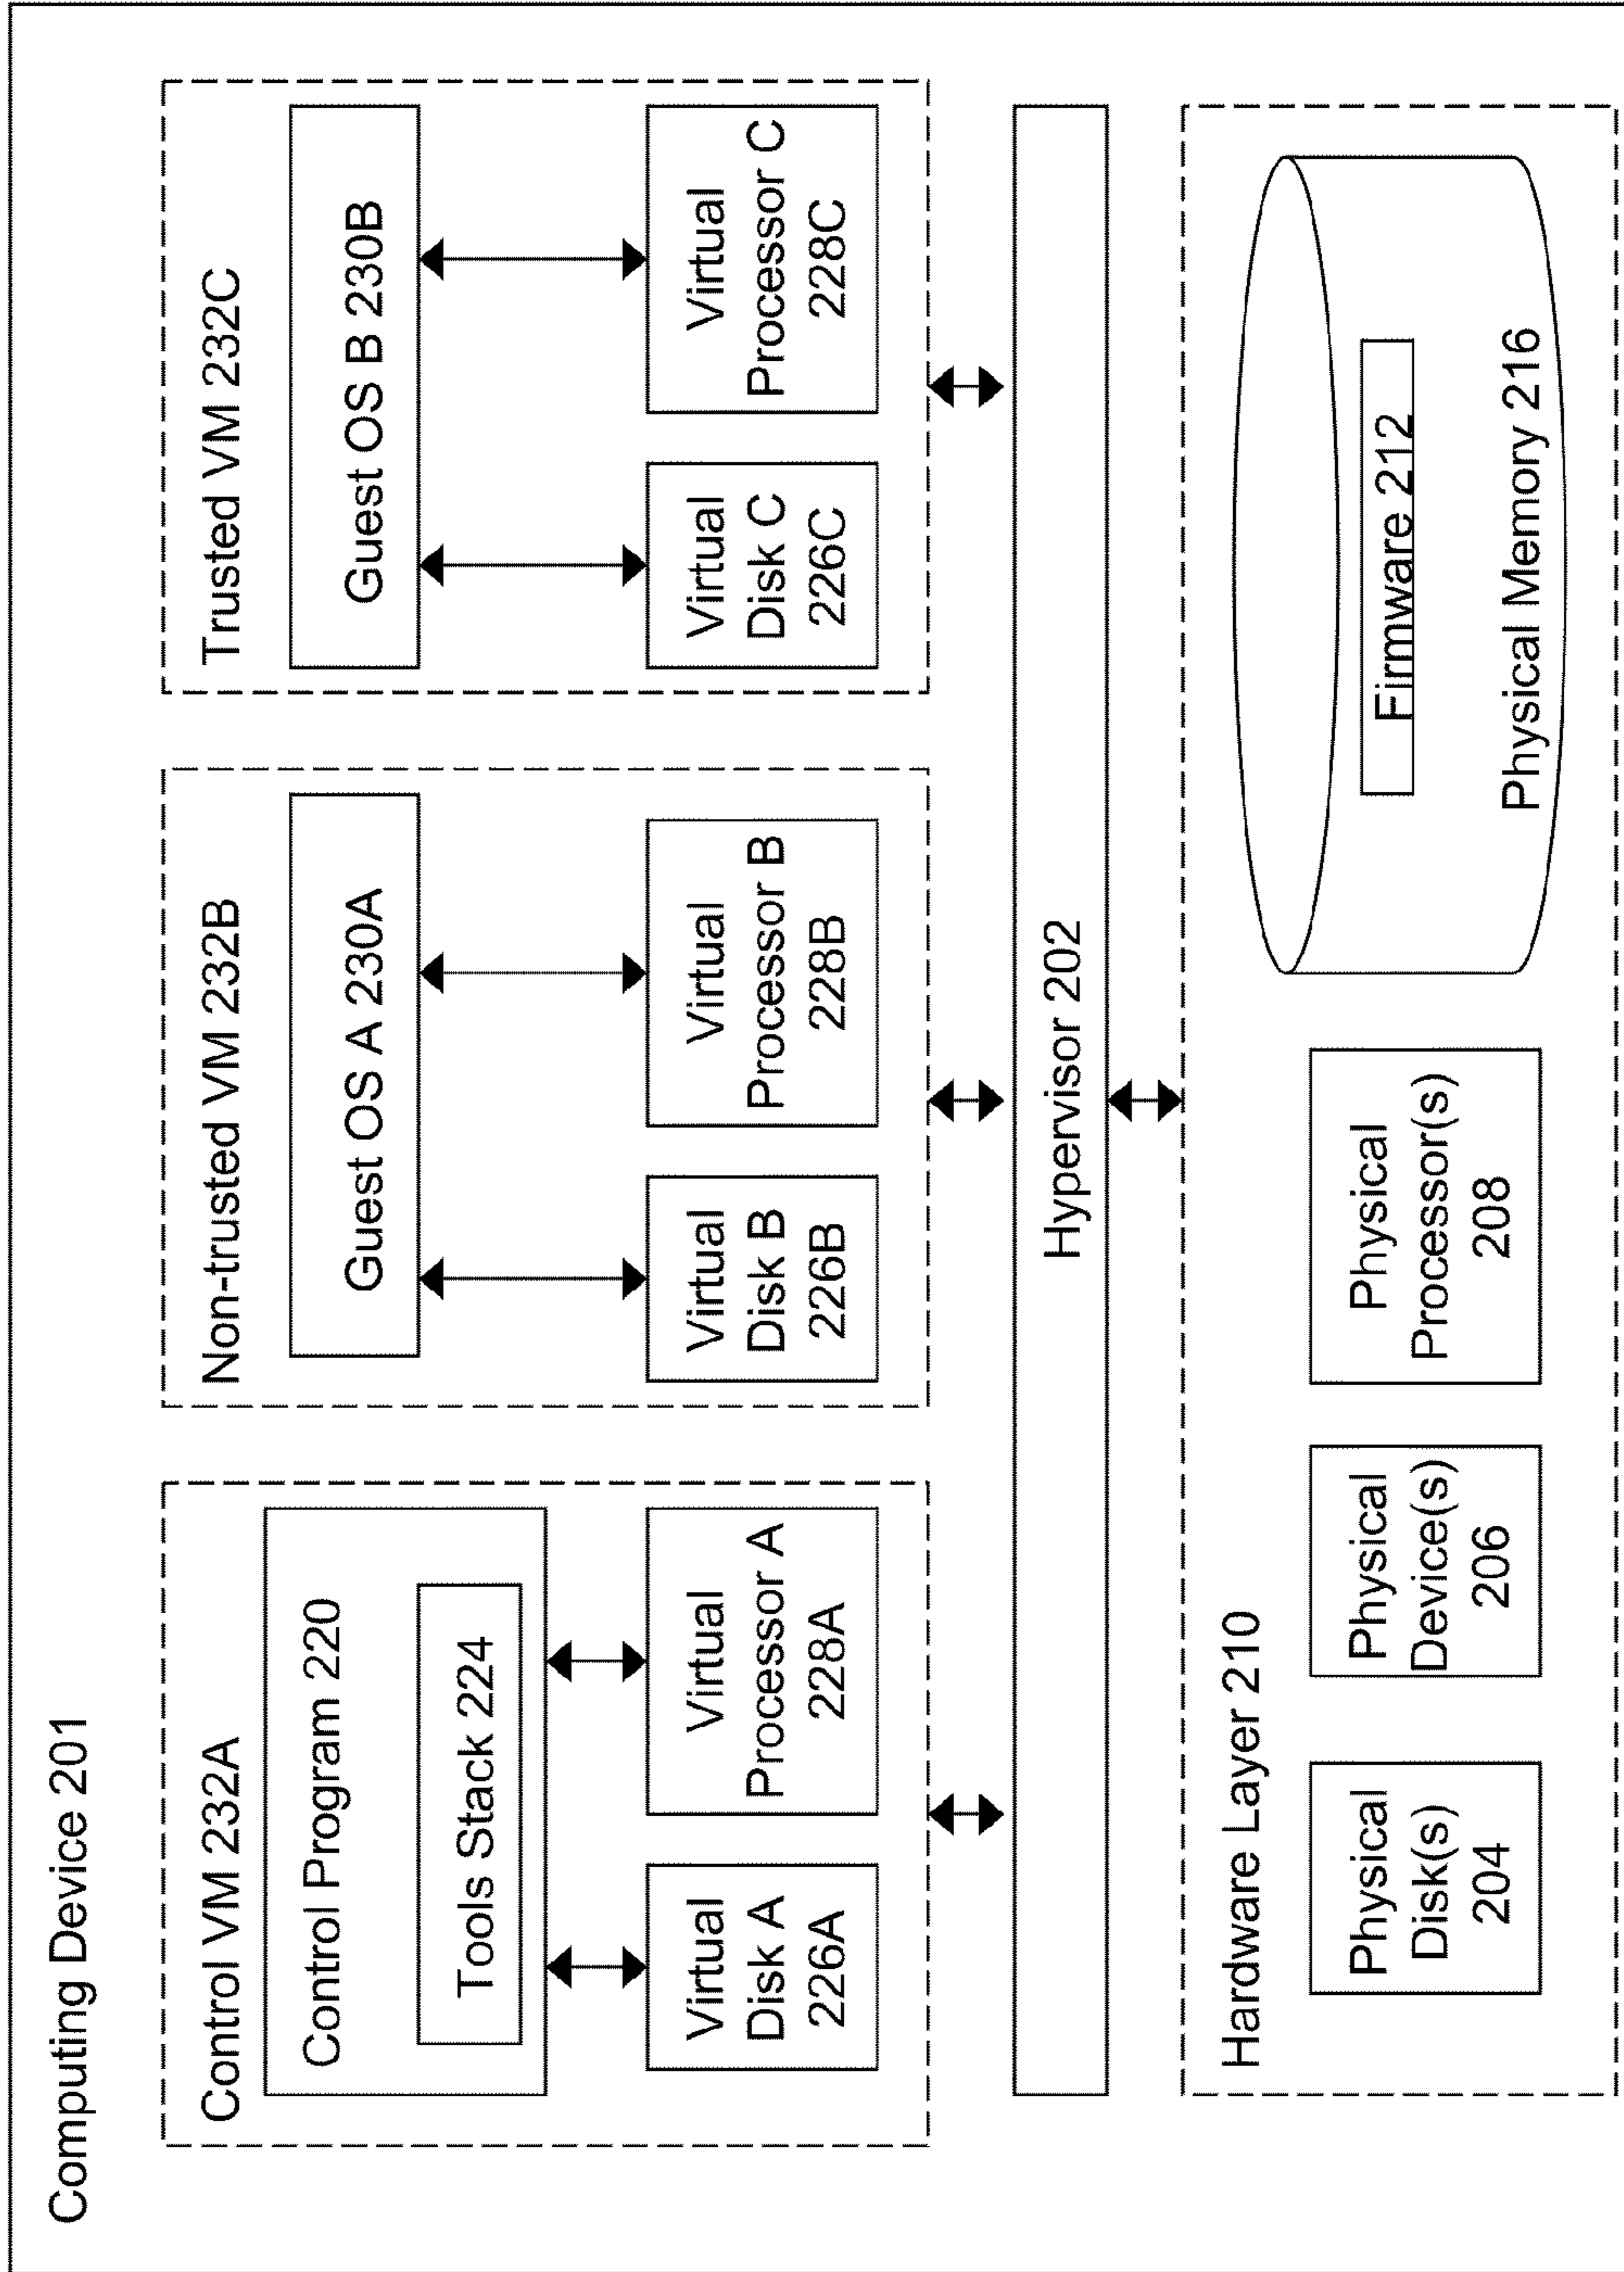 Computing Device 201
Control VM 232A
Control Program 220
Tools Stack 224
Virtual
Disk A
226A
Virtual
Processor A
228A
Non-trusted VM 232B
Guest OS A 230A
Virtual
Disk B
226B
Virtual
Processor B
228B
Trusted VM 232C
Guest OS B 230B
Virtual
Disk C
226C
Virtual
Processor C
228C
Hypervisor 202
Hardware Layer 210
Physical
Disk(s)
204
Physical
Device(s)
206
Physical
Processor(s)
208
Firmware 212
Physical Memory 216